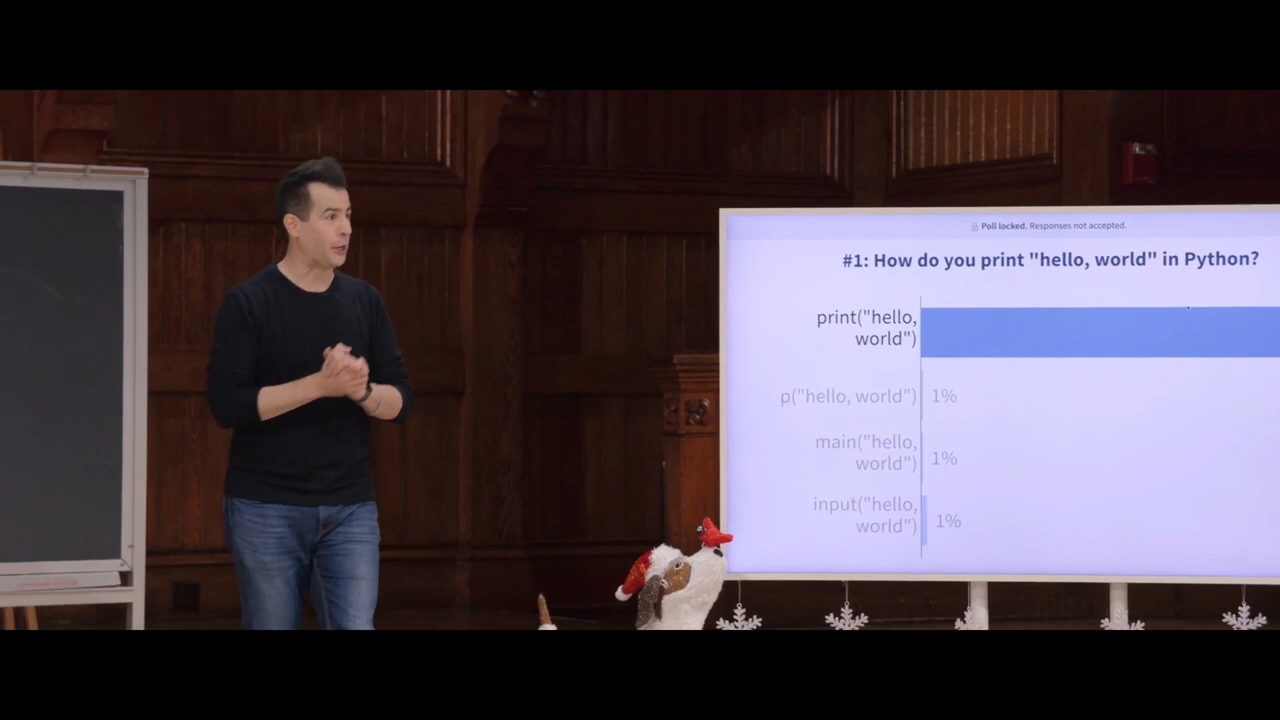 Poll locked. Responses not accepted.
#1: How do you print "hello, world" in Python?
print("hello,
world")
p("hello, world") 1%
main("hello,
world") 1%
input("hello,
world") 1%